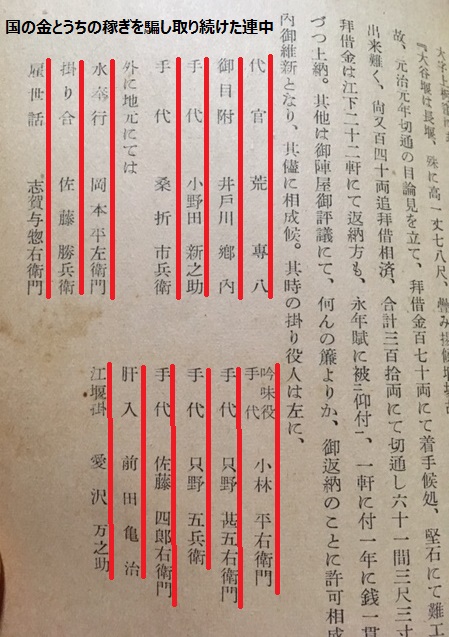 国の金とうちの稼ぎを騙し取り続けた連中
『大谷堰は長堰、殊に高一丈七八尺、疊み揚候堰場
故、元治元年切通の目論見を立て、拜借金百七十両にて着手候処、堅石にて難工
出来難く、尚又百四十両追拜借相済、合計三百拾両にて切通し六十一間三尺三寸
拜借金は江下二十二軒にて返納方も、永年賦に被仰付、一軒に付一年に銭一貫
づつ上納。其他は御陣屋御評議にて、何んの簾よりか、御返納のことに許可相成
内御維新となり、其儘に相成候。其時の掛り役人は左に、
代官 荒專八 吟味役手代 小林平右衛門
御目附 井戸川郷内 手代 只野甚五右衛門
手代 小野田新之助 手代 只野五兵衛
手代 桑折市兵衛 手代 佐藤四郎右衛門
外に地元にては 肝入 前田亀治
水奉行 岡本平左衛門 江堰掛 愛沢万之助
掛り合 佐藤勝兵衛
堰世話 志賀与惣右衛門